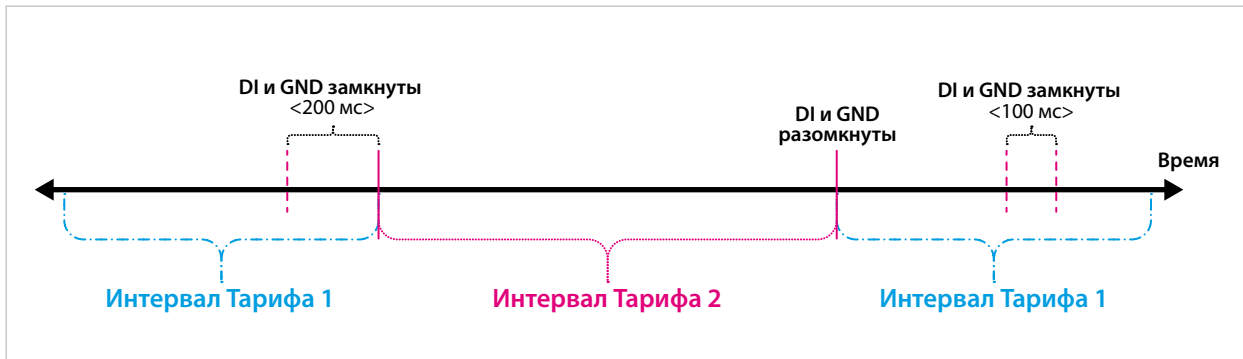 DI и GND замкнуты
<200 мс>
DI и GND
разомкнуты
DI и GND замкнуты
<100 мс>
Время
Интервал Тарифа 1
Интервал Тарифа 2
Интервал Тарифа 1